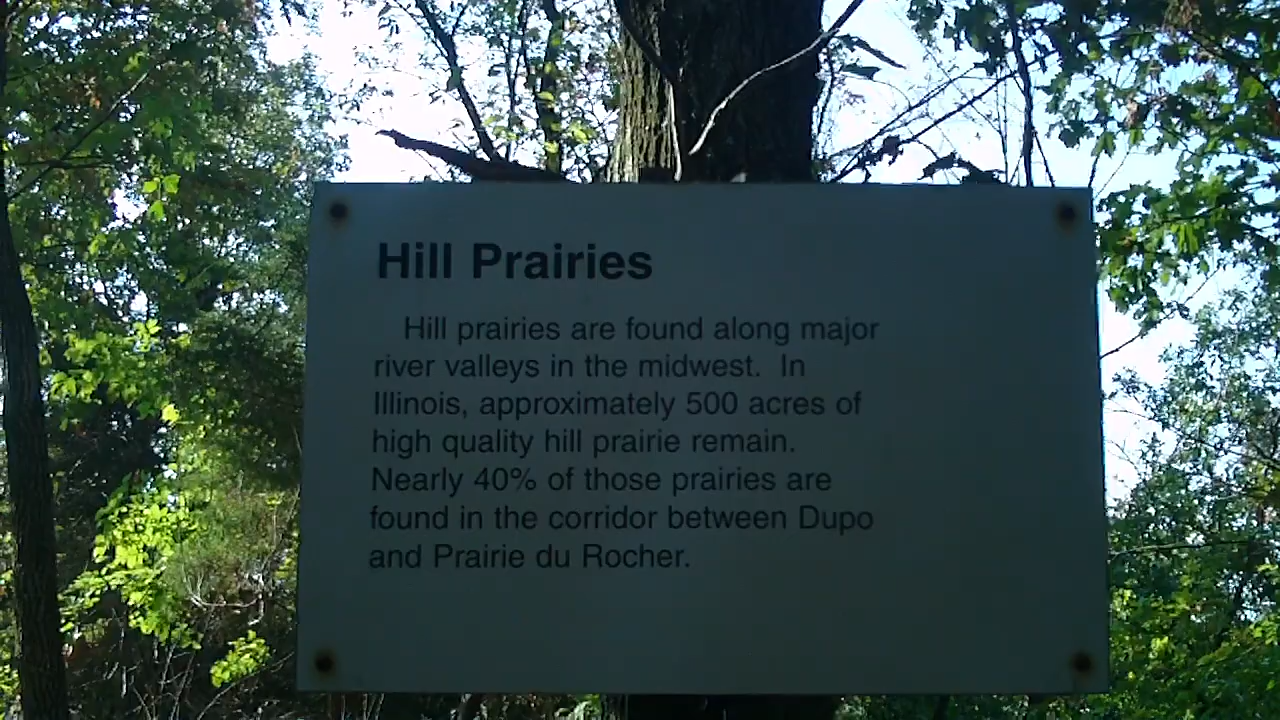 Hill Prairies
Hill prairies are found along major
river valleys in the midwest.  In
Illinois, approximately 500 acres of
high quality hill prairie remain.
Nearly 40% of those prairies are
found in the corridor between Dupo
and Prairie du Rocher.